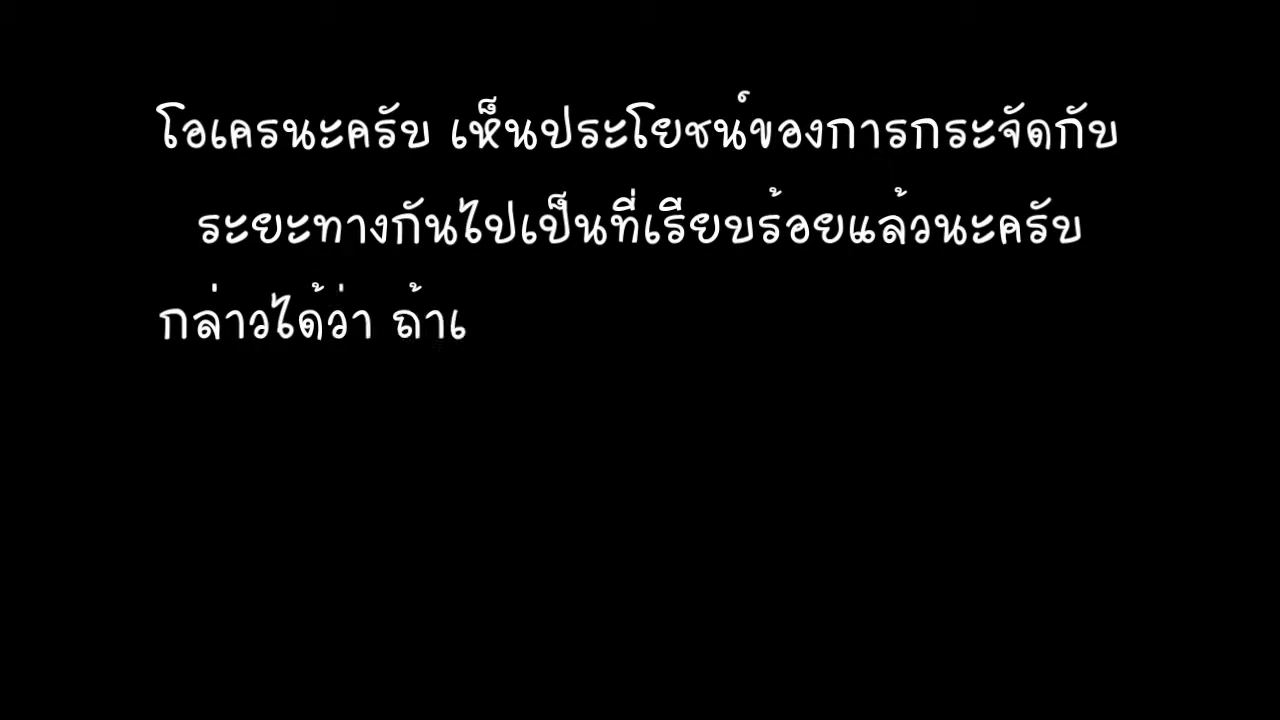 โอเครนะครับ เห็นประโยชน์ของการกระจัดกับ
ระยะทางกันไปเป็นที่เรียบร้อยแล้วนะครับ
กล่าวได้ว่า ถ้าเ